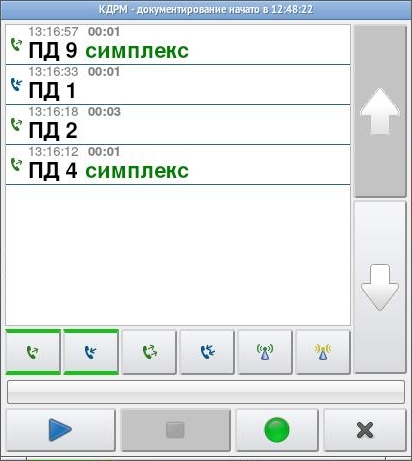 КДРМ - документирование начато в 12:48:22
13:16:57 00:01
ПД 9 симплекс
13:16:33 00:01
ПД 1
13:16:18 00:03
ПД 2
13:16:12 00:01
ПД 4 симплекс